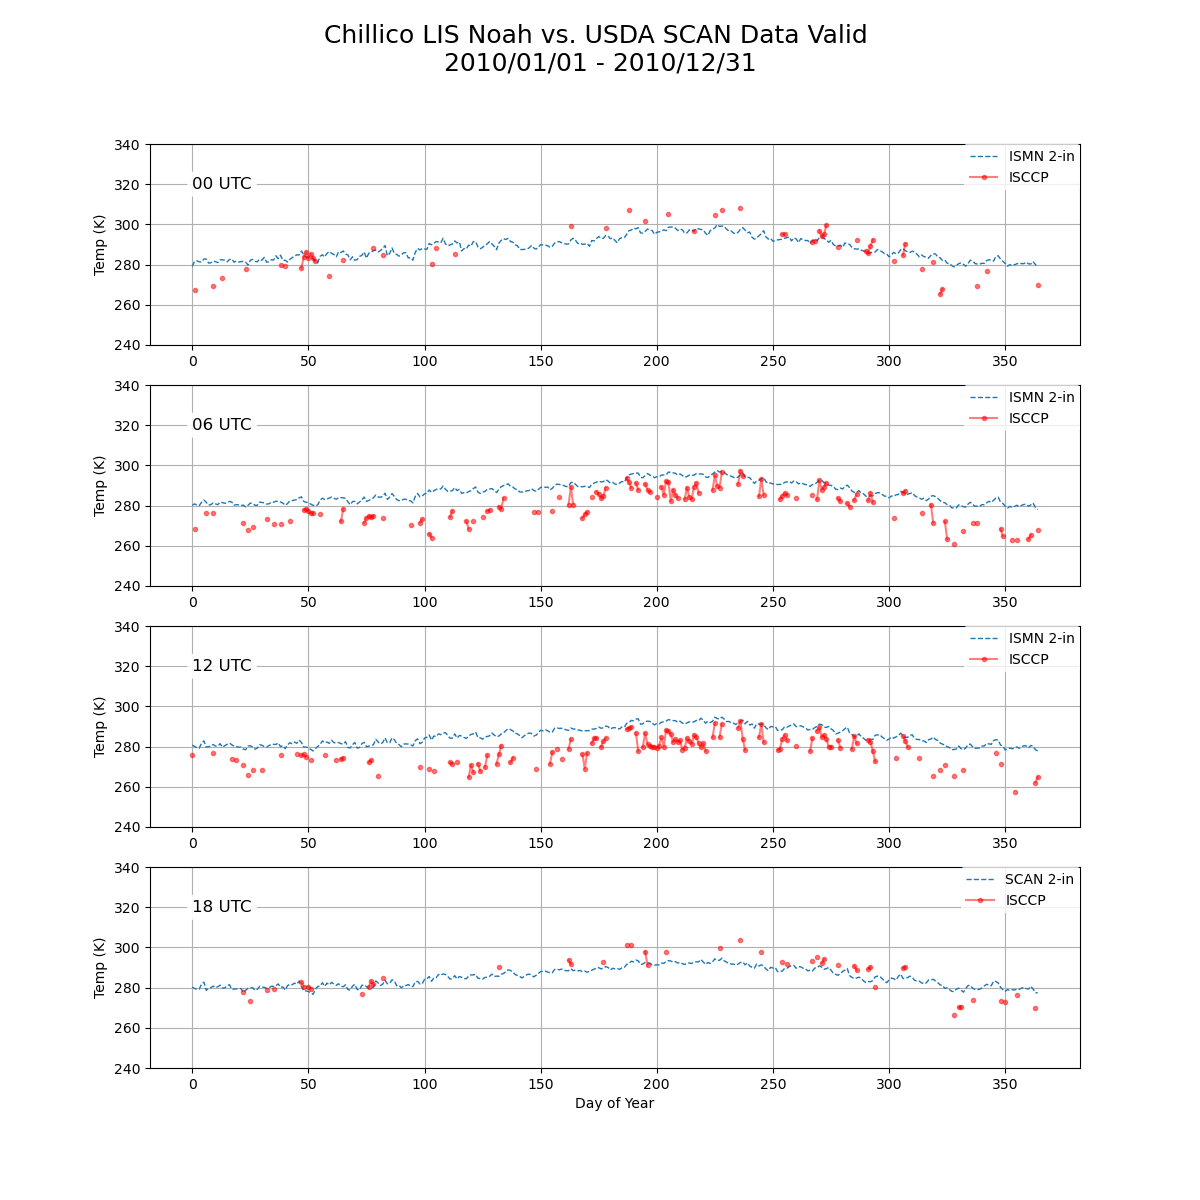 Chillico LIS Noah vs. USDA SCAN Data Valid
2010/01/01 - 2010/12/31
340
320
300
280
260
240
Temp (K)
00 UTC
ISMN 2-in
ISCCP
0 50 100 150 200 250 300 350
340
320
300
280
260
240
Temp (K)
06 UTC
ISMN 2-in
ISCCP
0 50 100 150 200 250 300 350
340
320
300
280
260
240
Temp (K)
12 UTC
ISMN 2-in
ISCCP
0 50 100 150 200 250 300 350
340
320
300
280
260
240
Temp (K)
18 UTC
SCAN 2-in
ISCCP
0 50 100 150 200 250 300 350
Day of Year